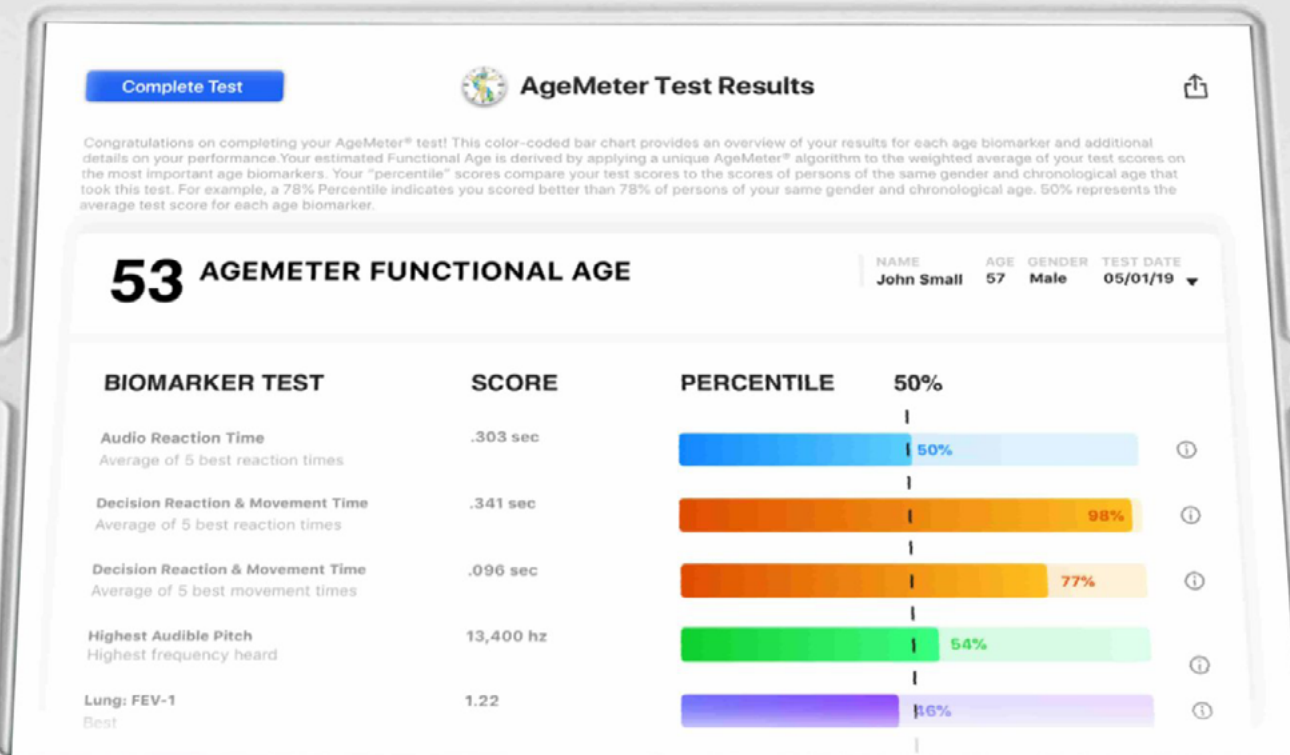 Complete Test
AgeMeter Test Results
Congratulations on completing your AgeMeter® test! This color-coded bar chart provides an overview of your results for each age biomarker and additional
details on your performance.Your estimated Functional Age is derived by applying a unique AgeMeter® algorithm to the weighted average of your test scores on
the most important age biomarkers. Your "percentile" scores compare your test scores to the scores of persons of the same gender and chronological age that
took this test. For example, a 78% Percentile indicates you scored better than 78% of persons of your same gender and chronological age. 50% represents the
average test score for each age biomarker.
53 AGEMETER FUNCTIONAL AGE
NAME AGE GENDER TEST DATE
John Small 57 Male 05/01/19
BIOMARKER TEST SCORE PERCENTILE 50%
Audio Reaction Time .303 sec 50%
Average of 5 best reaction times
Decision Reaction & Movement Time .341 sec 98%
Average of 5 best reaction times
Decision Reaction & Movement Time .096 sec 77%
Average of 5 best movement times
Highest Audible Pitch 13,400 hz 54%
Highest frequency heard
Lung: FEV-1 1.22 46%
Best